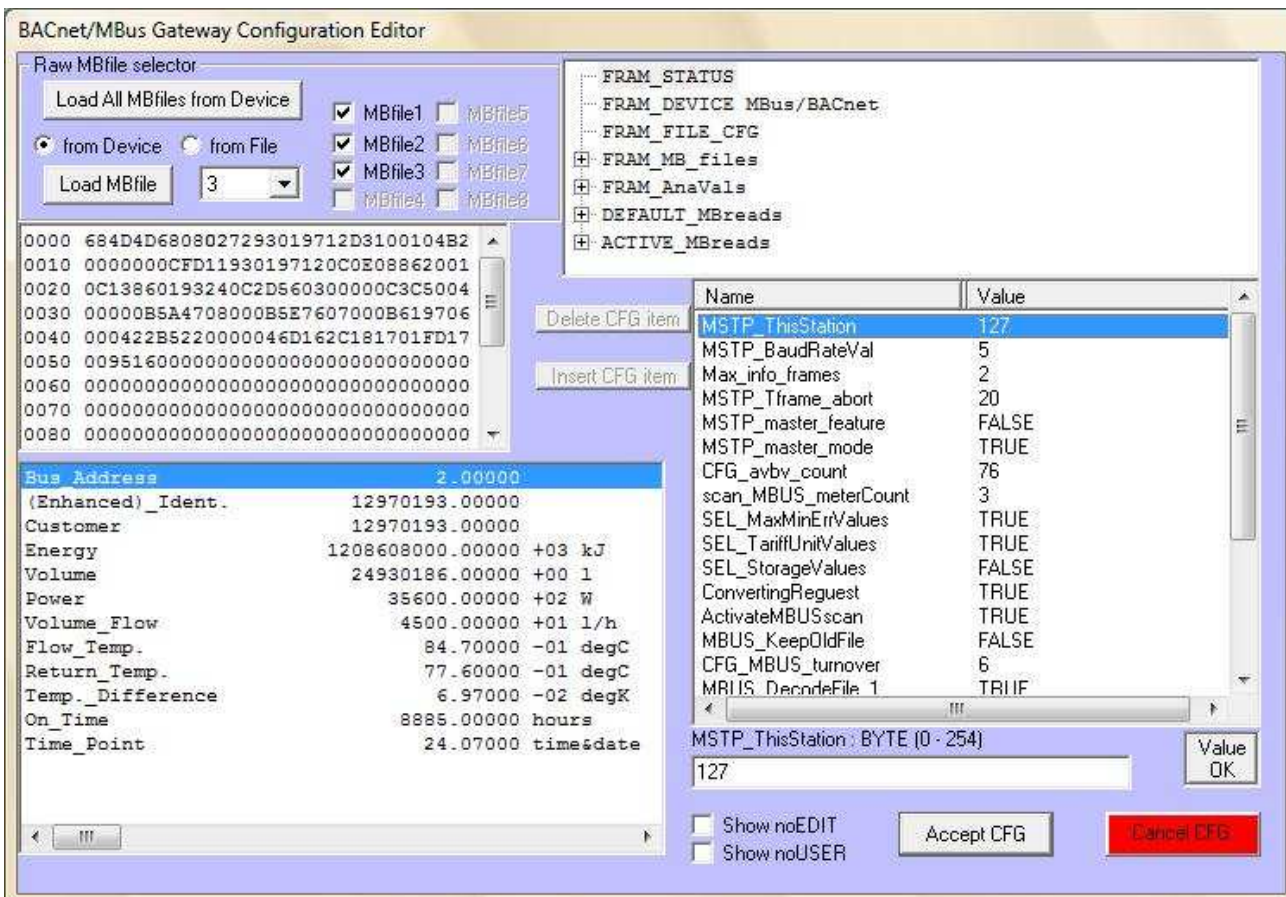 BACnet/MBus Gateway Configuration Editor
Raw MBfile selector
Load All MBfiles from Device
from Device from File
Load MBfile 3
MBfile1 MBfile5
MBfile2 MBfile6
MBfile3 MBfile7
MBfile4 MBfile8
FRAM_STATUS
FRAM_DEVICE MBus/BACnet
FRAM_FILE_CFG
FRAM_MB_files
FRAM_AnaVals
DEFAULT_MBreads
ACTIVE_MBreads
0000 684D4D6808027293019712D3100104B2
0010 0000000CFD11930197120C0E08862001
0020 0C13860193240C2D560300000C3C5004
0030 00000B5A4708000B5E7607000B619706
0040 000422B5220000046D162C181701FD17
0050 00951600000000000000000000000000
0060 00000000000000000000000000000000
0070 00000000000000000000000000000000
0080 00000000000000000000000000000000
Delete CFG item
Insert CFG item
Name Value
MSTP_ThisStation 127
MSTP_BaudRateVal 5
Max_info_frames 2
MSTP_Tframe_abort 20
MSTP_master_feature FALSE
MSTP_master_mode TRUE
CFG_avbv_count 76
scan_MBUS_meterCount 3
SEL_MaxMinErrValues TRUE
SEL_TariffUnitValues TRUE
SEL_StorageValues FALSE
ConvertingReguest TRUE
ActivateMBUSscan TRUE
MBUS_KeepOldFile FALSE
CFG_MBUS_turnover 6
MBUS_DecodeFile_1 TRUE
Bus_Address 2.00000
(Enhanced)_Ident. 12970193.00000
Customer 12970193.00000
Energy 1208608000.00000 +03 kJ
Volume 24930186.00000 +00 l
Power 35600.00000 +02 W
Volume_Flow 4500.00000 +01 l/h
Flow_Temp. 84.70000 -01 degC
Return_Temp. 77.60000 -01 degC
Temp._Difference 6.97000 -02 degK
On_Time 8885.00000 hours
Time_Point 24.07000 time&date
MSTP_ThisStation : BYTE (0 - 254)
127
Value OK
Show noEDIT
Show noUSER
Accept CFG
Cancel CFG